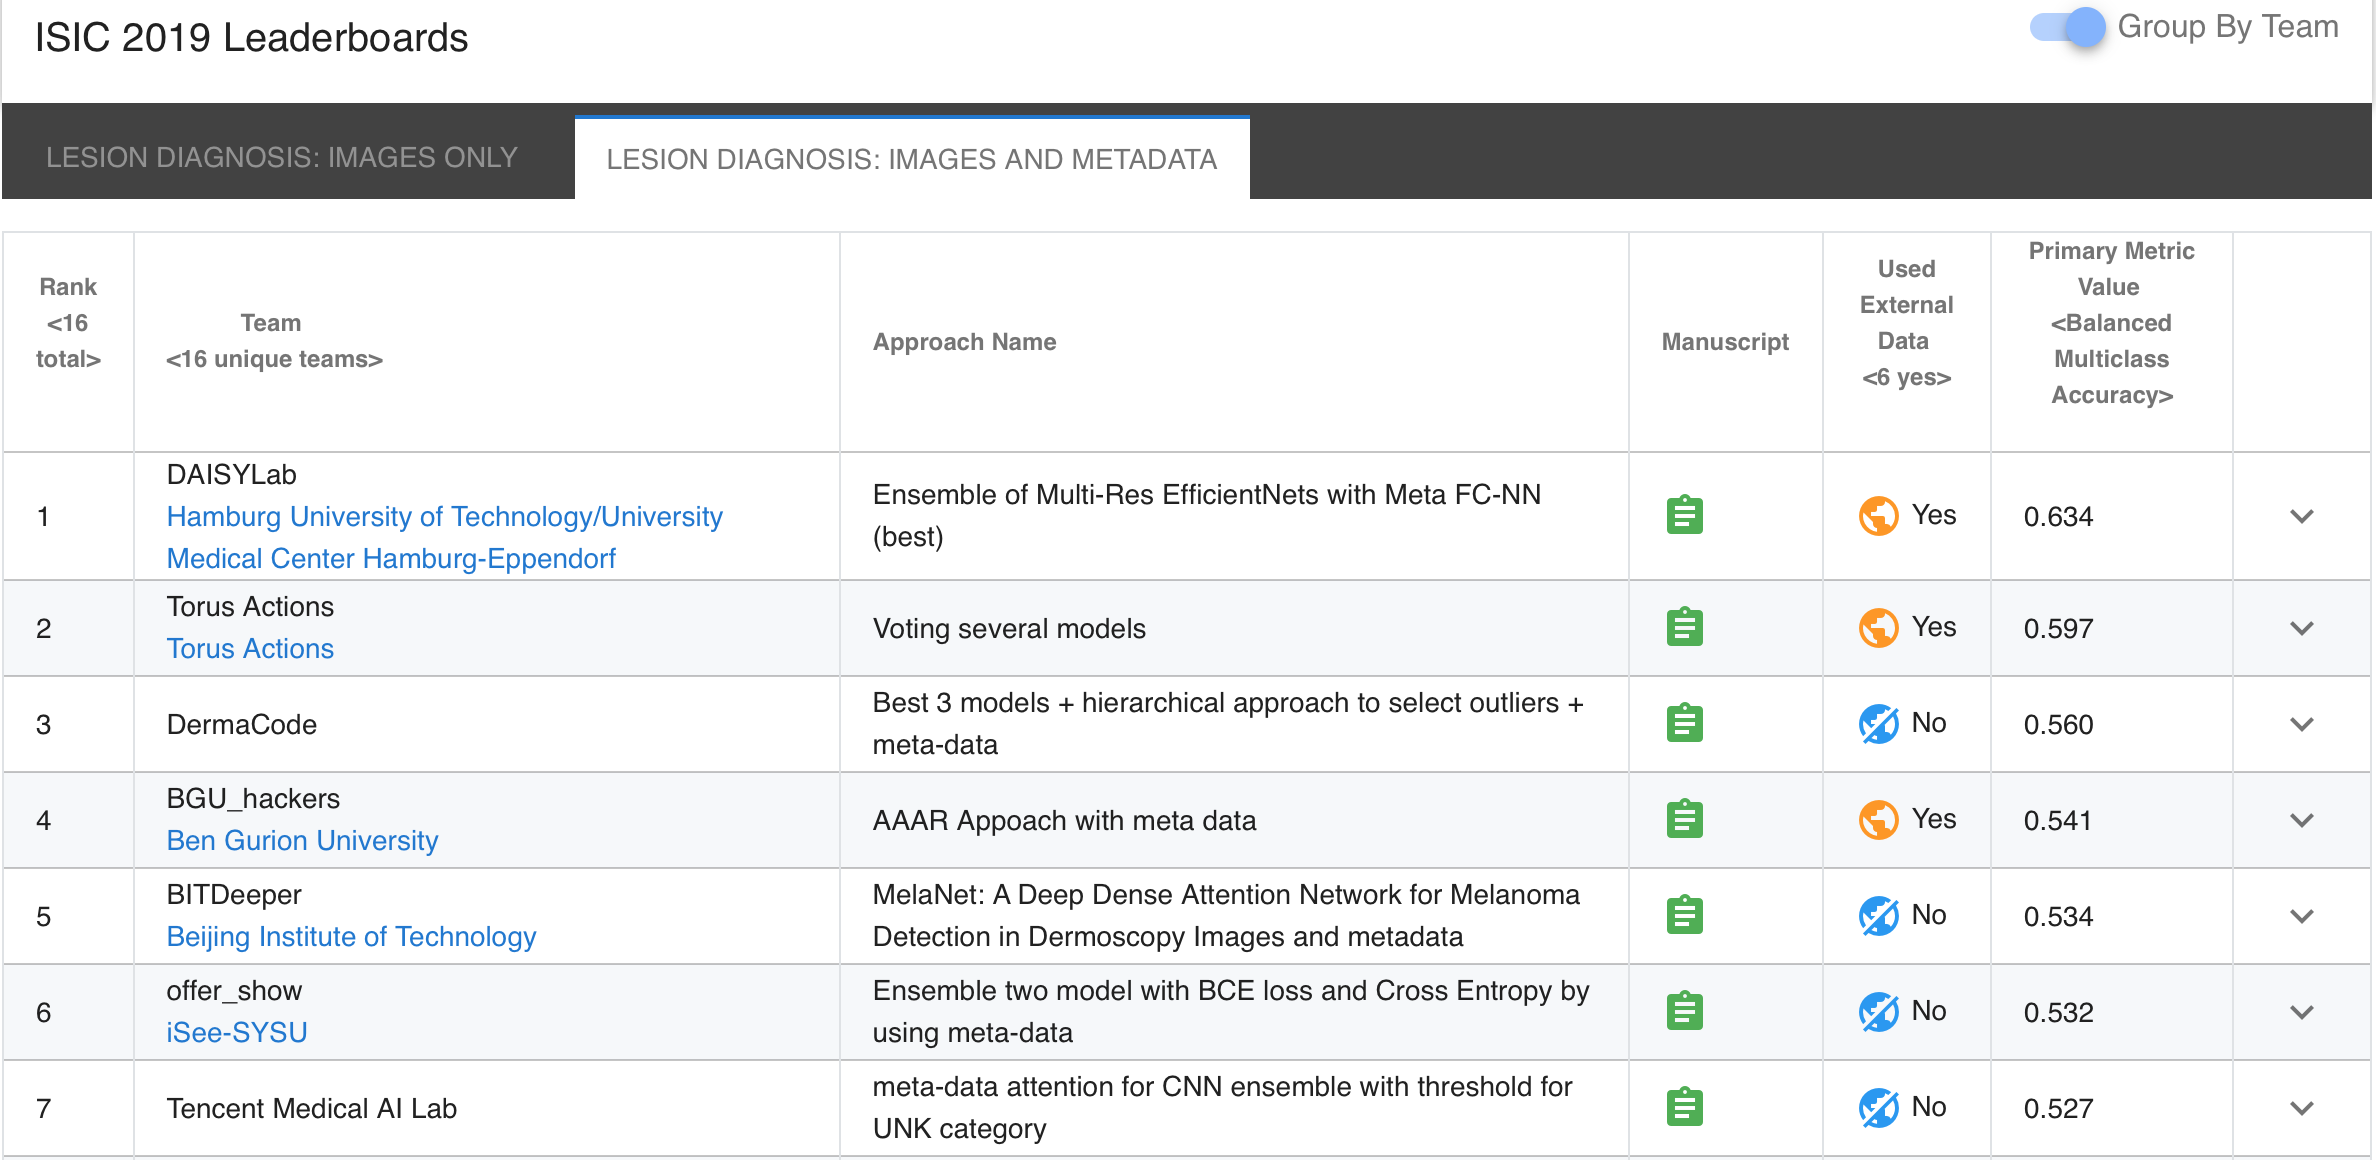 ISIC 2019 Leaderboards
Group By Team
LESION DIAGNOSIS: IMAGES ONLY
LESION DIAGNOSIS: IMAGES AND METADATA
Rank
<16
total>
Team
<16 unique teams>
Approach Name
Manuscript
Used
External
Data
<6 yes>
Primary Metric
Value
<Balanced
Multiclass
Accuracy>
1
DAISYLab
Hamburg University of Technology/University
Medical Center Hamburg-Eppendorf
Ensemble of Multi-Res EfficientNets with Meta FC-NN
(best)
Yes
0.634
2
Torus Actions
Torus Actions
Voting several models
Yes
0.597
3
DermaCode
Best 3 models + hierarchical approach to select outliers +
meta-data
No
0.560
4
BGU_hackers
Ben Gurion University
AAAR Appoach with meta data
Yes
0.541
5
BITDeeper
Beijing Institute of Technology
MelaNet: A Deep Dense Attention Network for Melanoma
Detection in Dermoscopy Images and metadata
No
0.534
6
offer_show
iSee-SYSU
Ensemble two model with BCE loss and Cross Entropy by
using meta-data
No
0.532
7
Tencent Medical AI Lab
meta-data attention for CNN ensemble with threshold for
UNK category
No
0.527